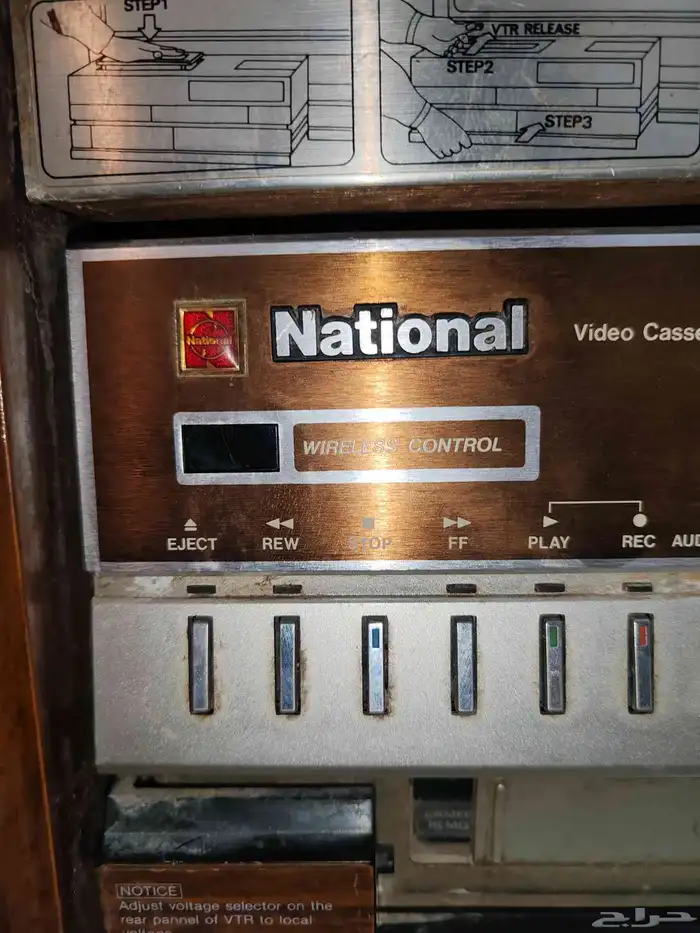 STEP1
VTR RELEASE
STEP2
STEP3
National
National
Video Casse
WIRELESS CONTROL
EJECT
REW
STOP
FF
PLAY
REC
AUD
NOTICE
Adjust voltage selector on the
rear pannel of VTR to local
voltage
حراج